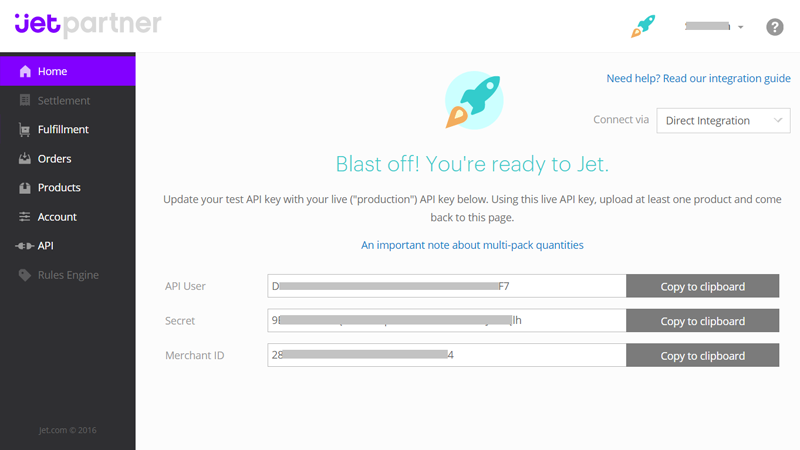 jetpartner
Need help? Read our integration guide
Connect via Direct Integration
Home
Settlement
Fulfillment
Orders
Products
Account
API
Rules Engine
Jet.com © 2016
Blast off! You're ready to Jet.
Update your test API key with your live ("production") API key below. Using this live API key, upload at least one product and come
back to this page.
An important note about multi-pack quantities
API User D F7 Copy to clipboard
Secret lh Copy to clipboard
Merchant ID 28 4 Copy to clipboard